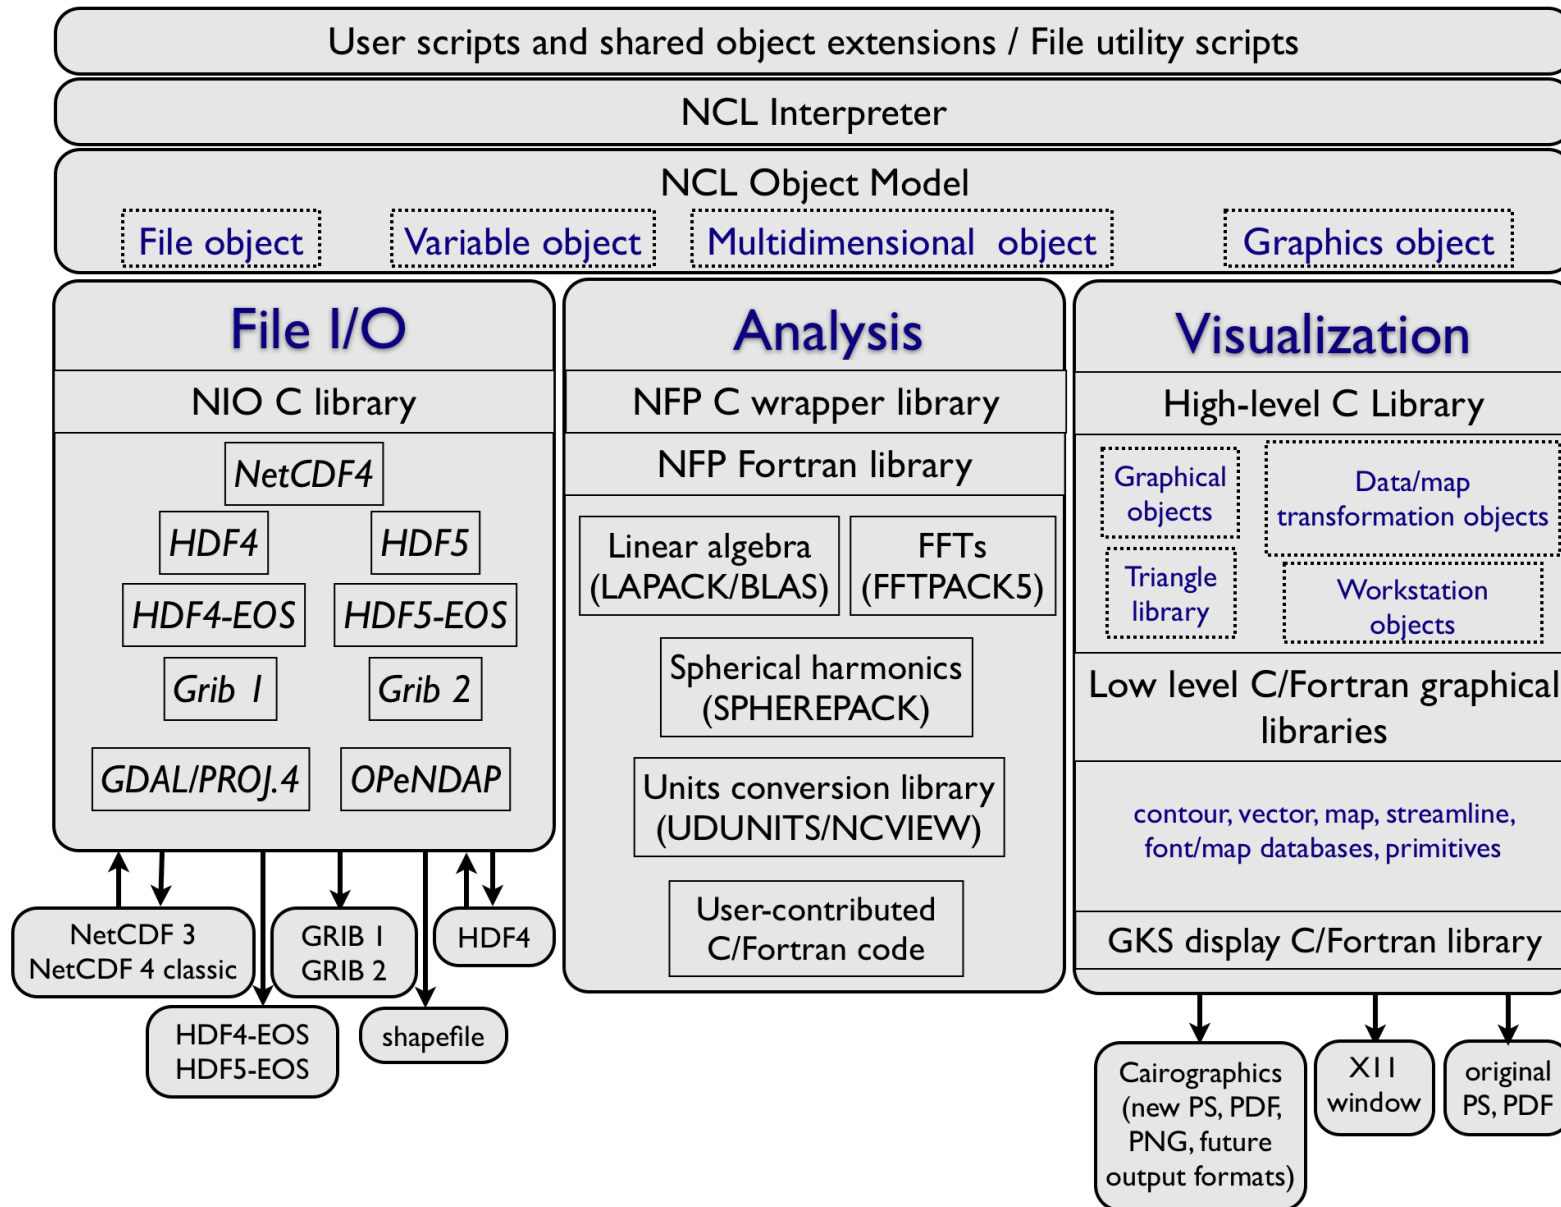 User scripts and shared object extensions / File utility scripts
NCL Interpreter
NCL Object Model
File object
Variable object
Multidimensional object
Graphics object
File I/O
NIO C library
NetCDF4
HDF4
HDF5
HDF4-EOS
HDF5-EOS
Grib 1
Grib 2
GDAL/PROJ.4
OPeNDAP
NetCDF 3
NetCDF 4 classic
GRIB 1
GRIB 2
HDF4
HDF4-EOS
HDF5-EOS
shapefile
Analysis
NFP C wrapper library
NFP Fortran library
Linear algebra
(LAPACK/BLAS)
FFTs
(FFTPACK5)
Spherical harmonics
(SPHEREPACK)
Units conversion library
(UDUNITS/NCVIEW)
User-contributed
C/Fortran code
Visualization
High-level C Library
Graphical
objects
Data/map
transformation objects
Triangle
library
Workstation
objects
Low level C/Fortran graphical
libraries
contour, vector, map, streamline,
font/map databases, primitives
GKS display C/Fortran library
Cairographics
(new PS, PDF,
PNG, future
output formats)
X11
window
original
PS, PDF